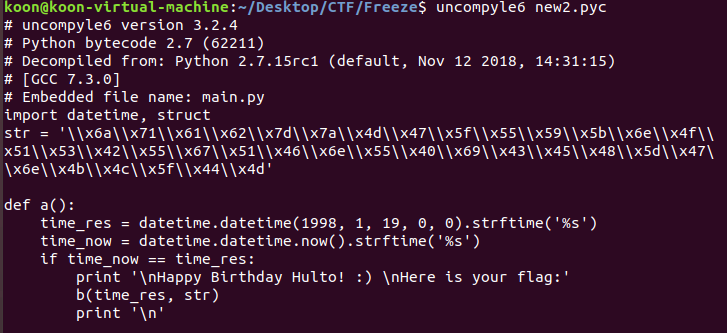 koon@koon-virtual-machine:~/Desktop/CTF/Freeze$ uncompyle6 new2.pyc
# uncompyle6 version 3.2.4
# Python bytecode 2.7 (62211)
# Decompiled from: Python 2.7.15rc1 (default, Nov 12 2018, 14:31:15)
# [GCC 7.3.0]
# Embedded file name: main.py
import datetime, struct
str = '\\x6a\\x71\\x61\\x62\\x7d\\x7a\\x4d\\x47\\x5f\\x55\\x59\\x5b\\x6e\\x4f\\
x51\\x53\\x42\\x55\\x67\\x51\\x46\\x6e\\x55\\x40\\x69\\x43\\x45\\x48\\x5d\\x47\
\x6e\\x4b\\x4c\\x5f\\x44\\x4d'
def a():
    time_res = datetime.datetime(1998, 1, 19, 0, 0).strftime('%s')
    time_now = datetime.datetime.now().strftime('%s')
    if time_now == time_res:
        print '\nHappy Birthday Hulto! :) \nHere is your flag:'
        b(time_res, str)
        print '\n'